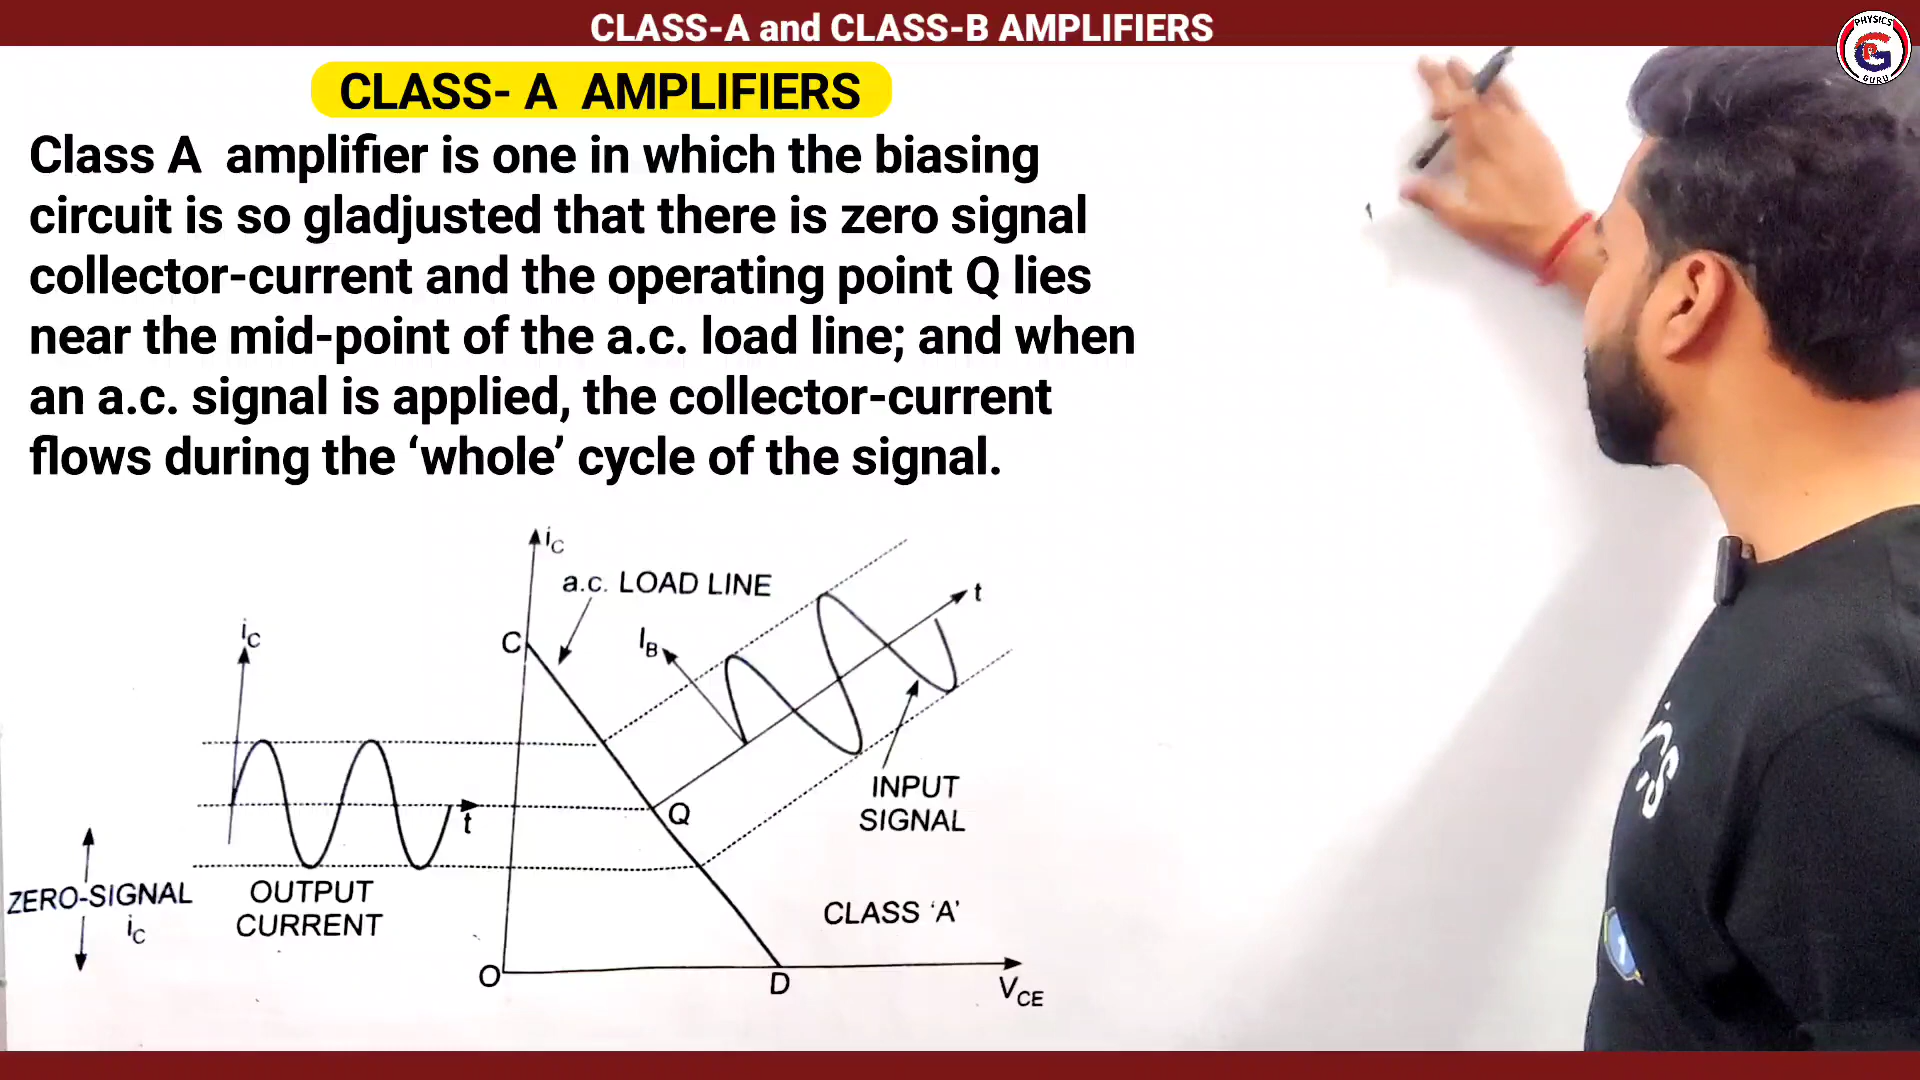 CLASS-A and CLASS-B AMPLIFIERS
PHYSICS
GURU
CLASS- A AMPLIFIERS
Class A amplifier is one in which the biasing
circuit is so gladjusted that there is zero signal
collector-current and the operating point Q lies
near the mid-point of the a.c. load line; and when
an a.c. signal is applied, the collector-current
flows during the ‘whole’ cycle of the signal.
iC
a.c. LOAD LINE
t
iC
C
IB
Q
t
INPUT
SIGNAL
ZERO-SIGNAL
iC
OUTPUT
CURRENT
CLASS ‘A’
O
D
VCE